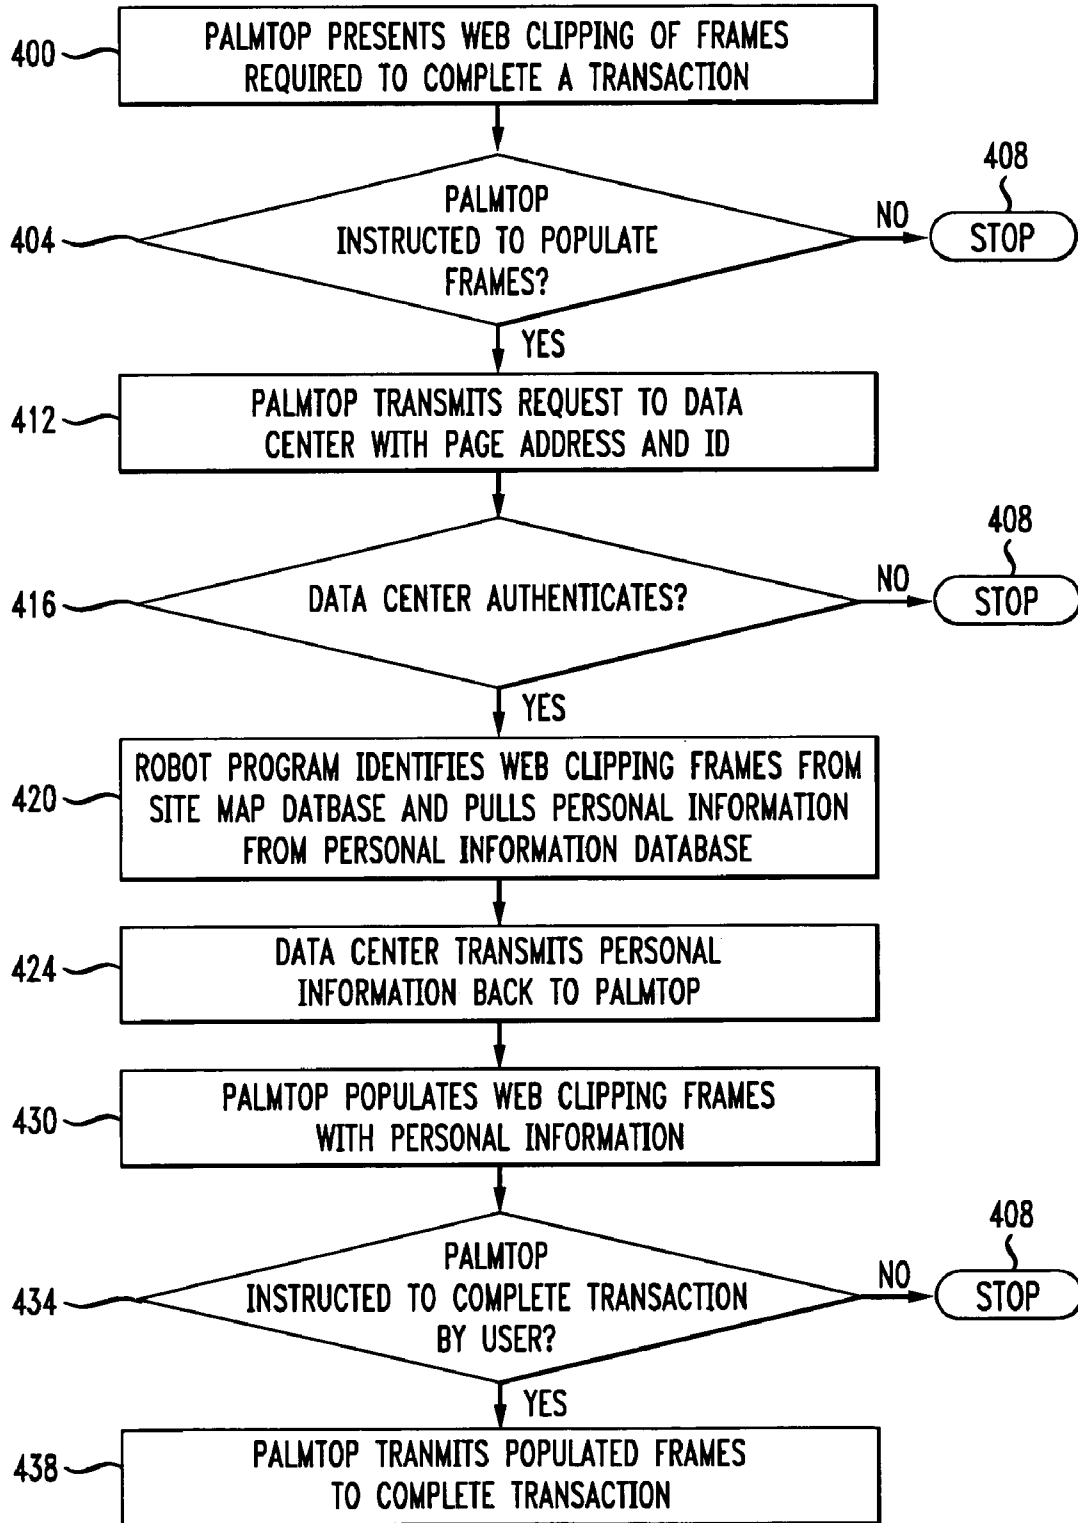 400
PALMTOP PRESENTS WEB CLIPPING OF FRAMES
REQUIRED TO COMPLETE A TRANSACTION
404
PALMTOP
INSTRUCTED TO POPULATE
FRAMES?
NO
408
STOP
YES
412
PALMTOP TRANSMITS REQUEST TO DATA
CENTER WITH PAGE ADDRESS AND ID
416
DATA CENTER AUTHENTICATES?
NO
408
STOP
YES
420
ROBOT PROGRAM IDENTIFIES WEB CLIPPING FRAMES FROM
SITE MAP DATBASE AND PULLS PERSONAL INFORMATION
FROM PERSONAL INFORMATION DATABASE
424
DATA CENTER TRANSMITS PERSONAL
INFORMATION BACK TO PALMTOP
430
PALMTOP POPULATES WEB CLIPPING FRAMES
WITH PERSONAL INFORMATION
434
PALMTOP
INSTRUCTED TO COMPLETE TRANSACTION
BY USER?
NO
408
STOP
YES
438
PALMTOP TRANMITS POPULATED FRAMES
TO COMPLETE TRANSACTION